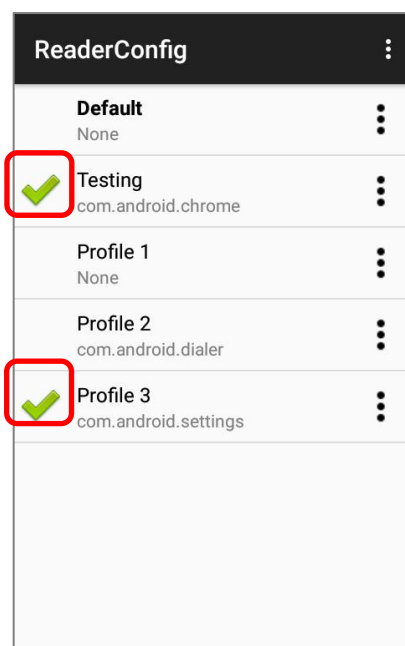 ReaderConfig
Default
None
Testing
com.android.chrome
Profile 1
None
Profile 2
com.android.dialer
Profile 3
com.android.settings